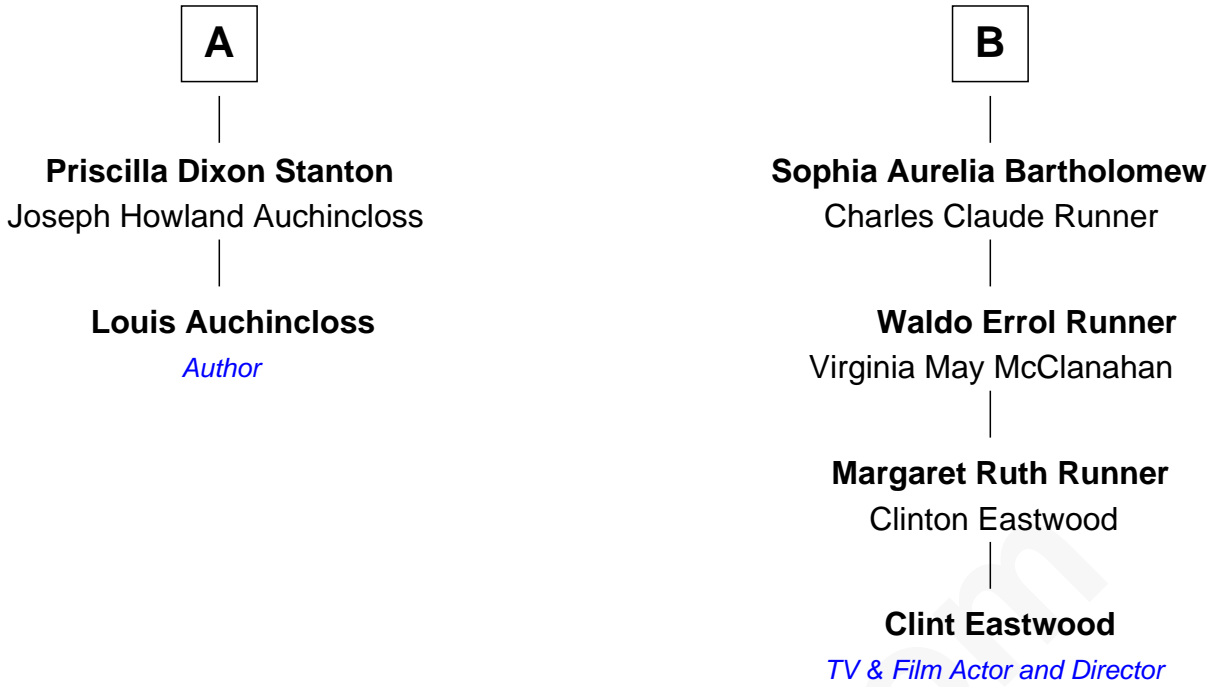 A
Priscilla Dixon Stanton
Joseph Howland Auchincloss
Louis Auchincloss
Author
B
Sophia Aurelia Bartholomew
Charles Claude Runner
Waldo Errol Runner
Virginia May McClanahan
Margaret Ruth Runner
Clinton Eastwood
Clint Eastwood
TV & Film Actor and Director